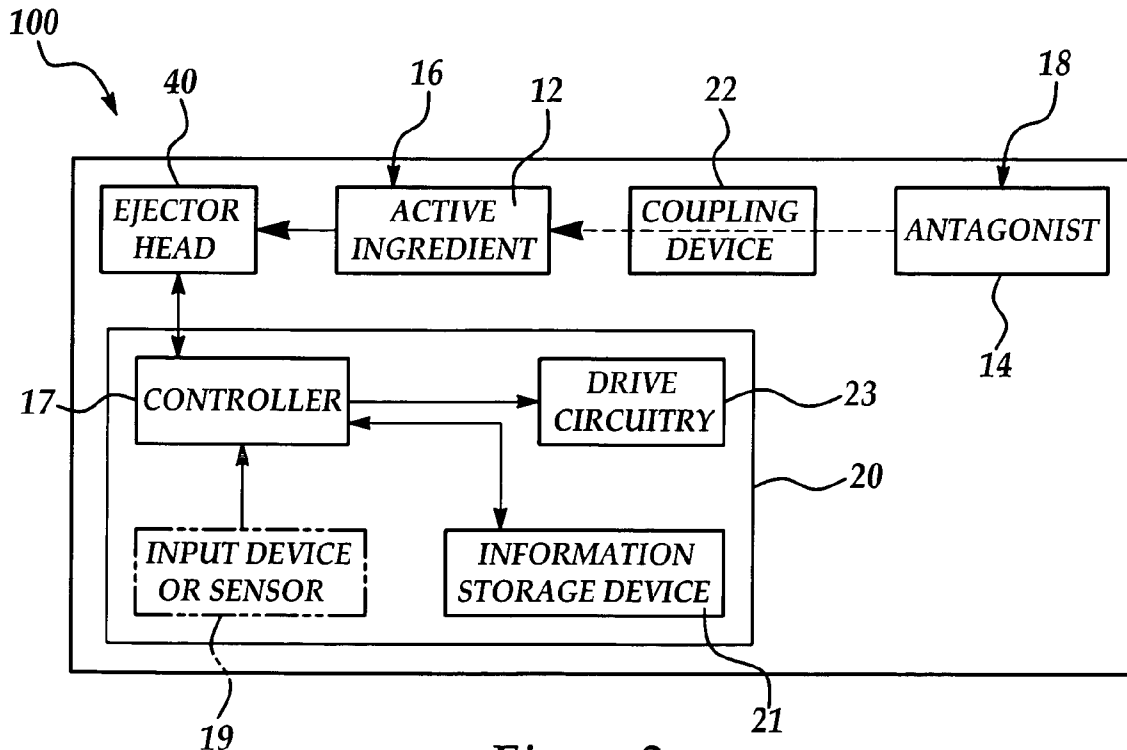 100
40
16
12
22
18
EJECTOR
HEAD
ACTIVE
INGREDIENT
COUPLING
DEVICE
ANTAGONIST
14
17
CONTROLLER
DRIVE
CIRCUITRY
23
20
INPUT DEVICE
OR SENSOR
INFORMATION
STORAGE DEVICE
19
21